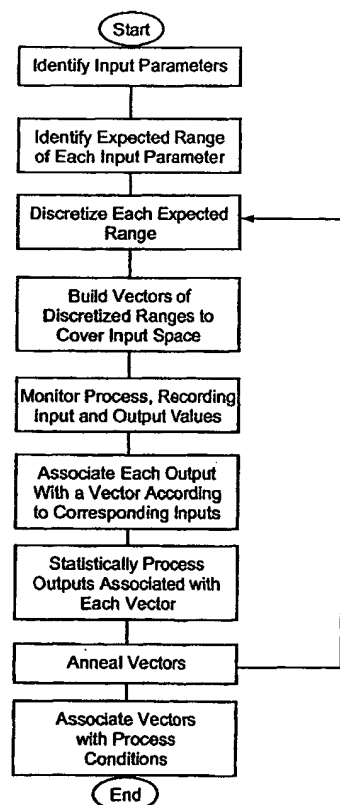 Start
Identify Input Parameters
Identify Expected Range
of Each Input Parameter
Discretize Each Expected
Range
Build Vectors of
Discretized Ranges to
Cover Input Space
Monitor Process, Recording
Input and Output Values
Associate Each Output
With a Vector According
to Corresponding Inputs
Statistically Process
Outputs Associated with
Each Vector
Anneal Vectors
Associate Vectors
with Process
Conditions
End